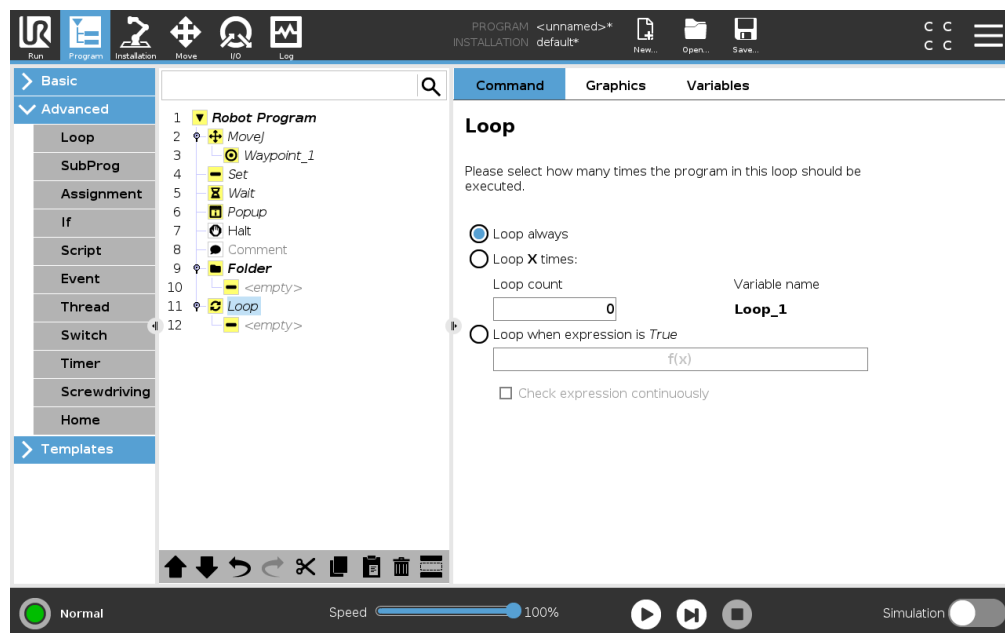 PROGRAM <unnamed>*
INSTALLATION default*
Run Program Installation Move I/O Log New... Open... Save...
C C
C C
Basic
Advanced
Loop
SubProg
Assignment
If
Script
Event
Thread
Switch
Timer
Screwdriving
Home
Templates
1 Robot Program
2 MoveJ
3 Waypoint_1
4 Set
5 Wait
6 Popup
7 Halt
8 Comment
9 Folder
10 <empty>
11 Loop
12 <empty>
Command Graphics Variables
Loop
Please select how many times the program in this loop should be
executed.
Loop always
Loop X times:
Loop count Variable name
0 Loop_1
Loop when expression is True
f(x)
Check expression continuously
Normal Speed 100% Simulation